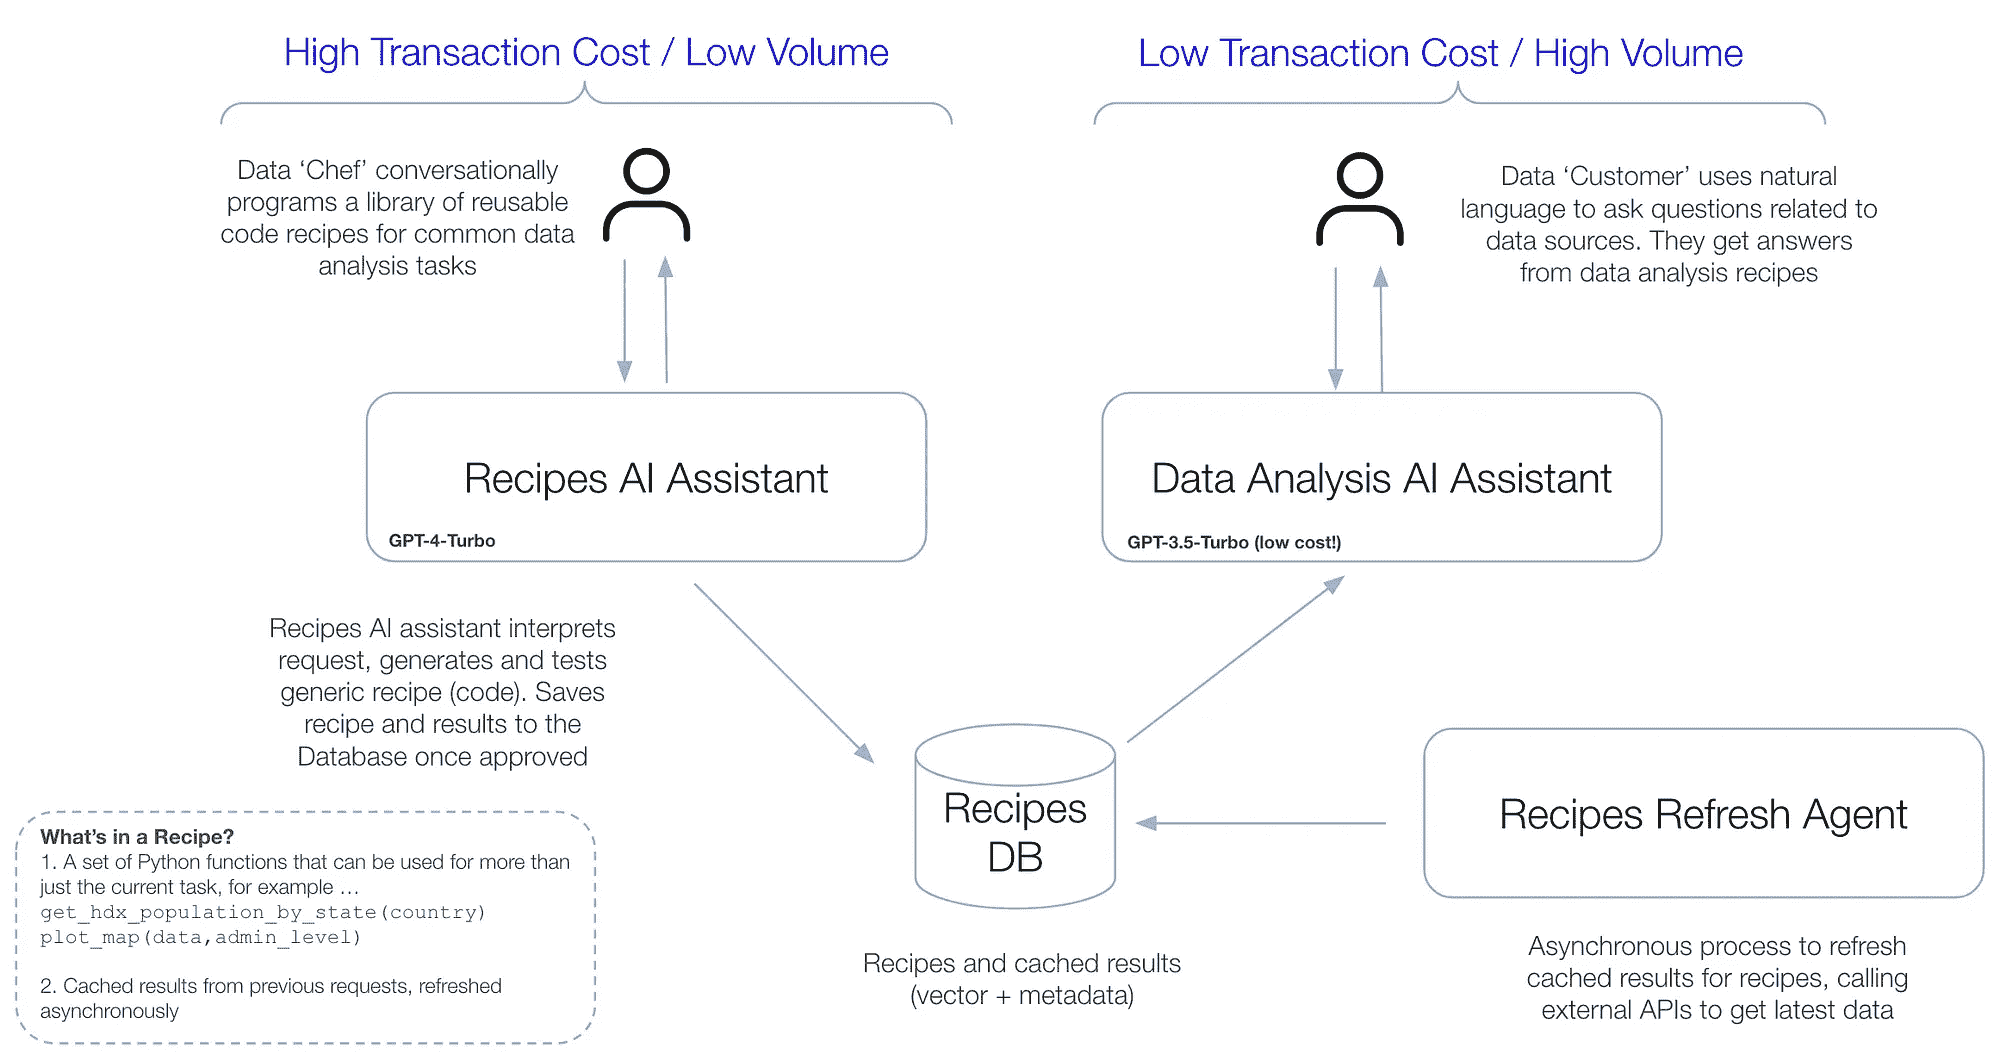 High Transaction Cost / Low Volume
Low Transaction Cost / High Volume
Data ‘Chef’ conversationally
programs a library of reusable
code recipes for common data
analysis tasks
Data ‘Customer’ uses natural
language to ask questions related to
data sources. They get answers
from data analysis recipes
Recipes AI Assistant
GPT-4-Turbo
Data Analysis AI Assistant
GPT-3.5-Turbo (low cost!)
Recipes AI assistant interprets
request, generates and tests
generic recipe (code). Saves
recipe and results to the
Database once approved
Recipes
DB
Recipes Refresh Agent
What’s in a Recipe?
1. A set of Python functions that can be used for more than
just the current task, for example …
get_hdx_population_by_state(country)
plot_map(data,admin_level)
2. Cached results from previous requests, refreshed
asynchronously
Recipes and cached results
(vector + metadata)
Asynchronous process to refresh
cached results for recipes, calling
external APIs to get latest data